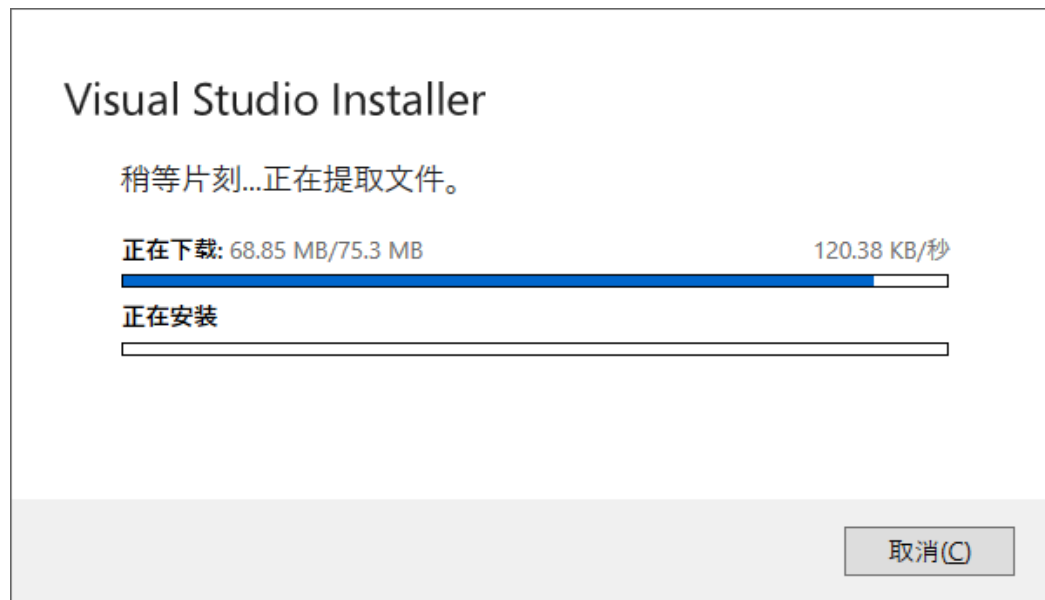 Visual Studio Installer
稍等片刻...正在提取文件。
正在下载: 68.85 MB/75.3 MB 120.38 KB/秒
正在安装
取消(C)